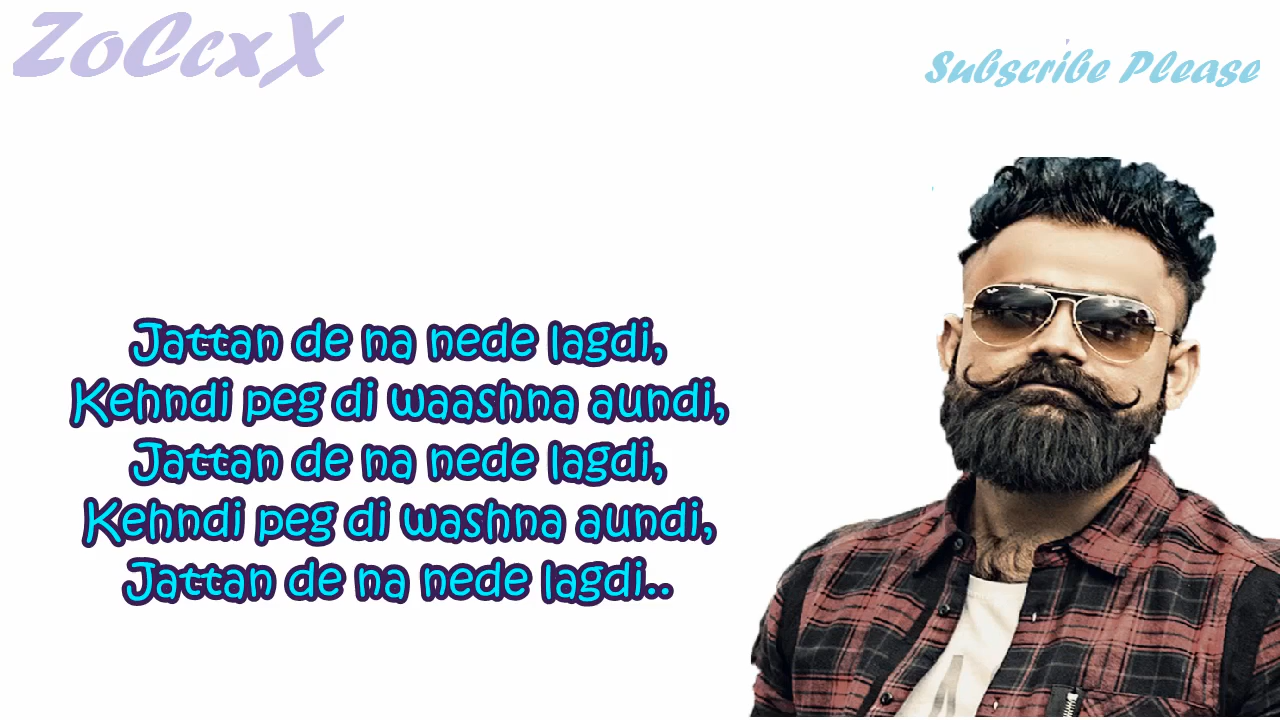 ZoCcxX
Subscribe Please
Jattan de na nede lagdi,
Kehndi peg di waashna aundi,
Jattan de na nede lagdi,
Kehndi peg di washna aundi,
Jattan de na nede lagdi..